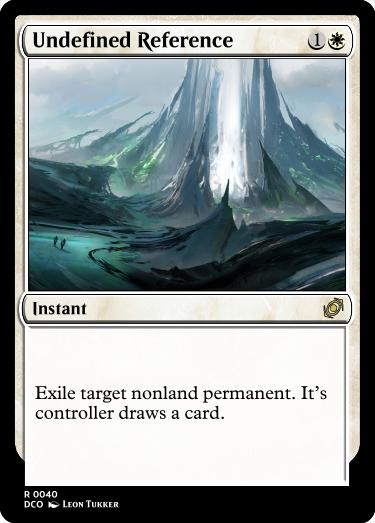 Undefined Reference 1
Instant
Exile target nonland permanent. It's
controller draws a card.
R 0040
DCO Leon Tukker